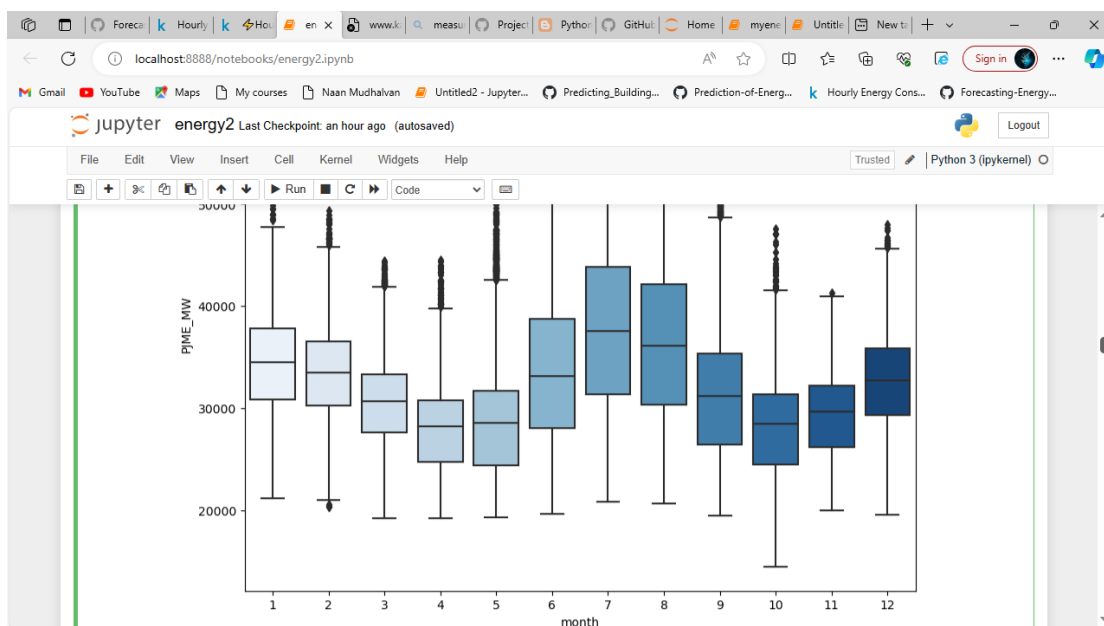 Foreca
Hourly
Hou
en
www.k
measu
Project
Python
GitHub
Home
myene
Untitle
New ta
localhost:8888/notebooks/energy2.ipynb
Sign in
Gmail
YouTube
Maps
My courses
Naan Mudhalvan
Untitled2 - Jupyter...
Predicting_Building...
Prediction-of-Energ...
Hourly Energy Cons...
Forecasting-Energy...
jupyter energy2 Last Checkpoint: an hour ago (autosaved)
Logout
File Edit View Insert Cell Kernel Widgets Help
Trusted
Python 3 (ipykernel)
Run
Code
50000
40000
30000
20000
PJME_MW
1 2 3 4 5 6 7 8 9 10 11 12
month